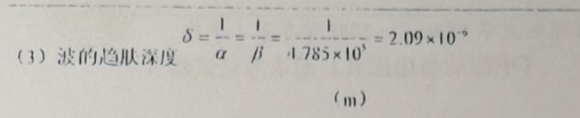 (3) 波的趋肤深度 δ = 1/α = 1/β = 1/(4.785×10⁵) = 2.09×10⁻⁶
(m)